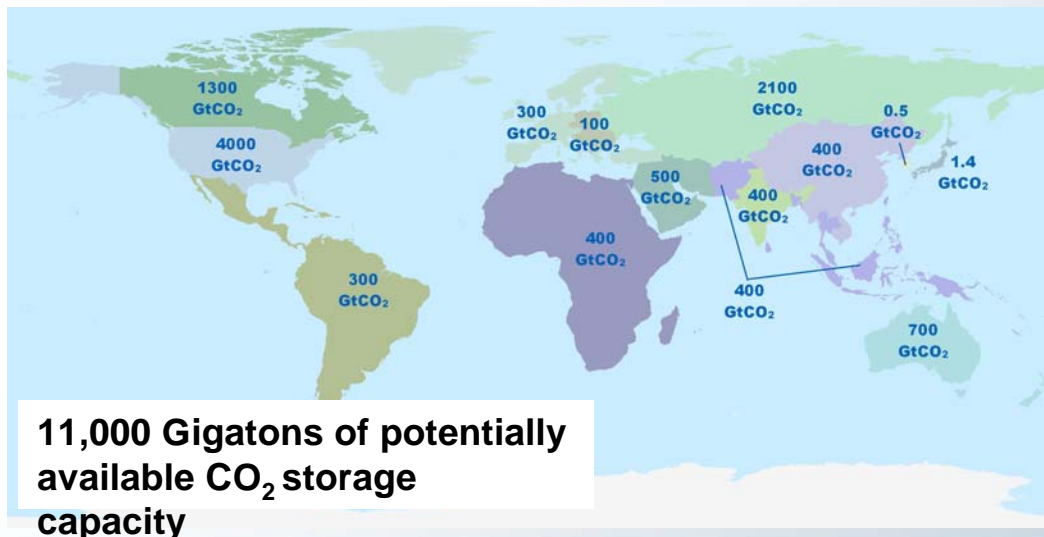 1300
GtCO₂
4000
GtCO₂
300
GtCO₂
300
GtCO₂
100
GtCO₂
2100
GtCO₂
0.5
GtCO₂
1.4
GtCO₂
400
GtCO₂
500
GtCO₂
400
GtCO₂
400
GtCO₂
400
GtCO₂
700
GtCO₂
11,000 Gigatons of potentially
available CO₂ storage
capacity